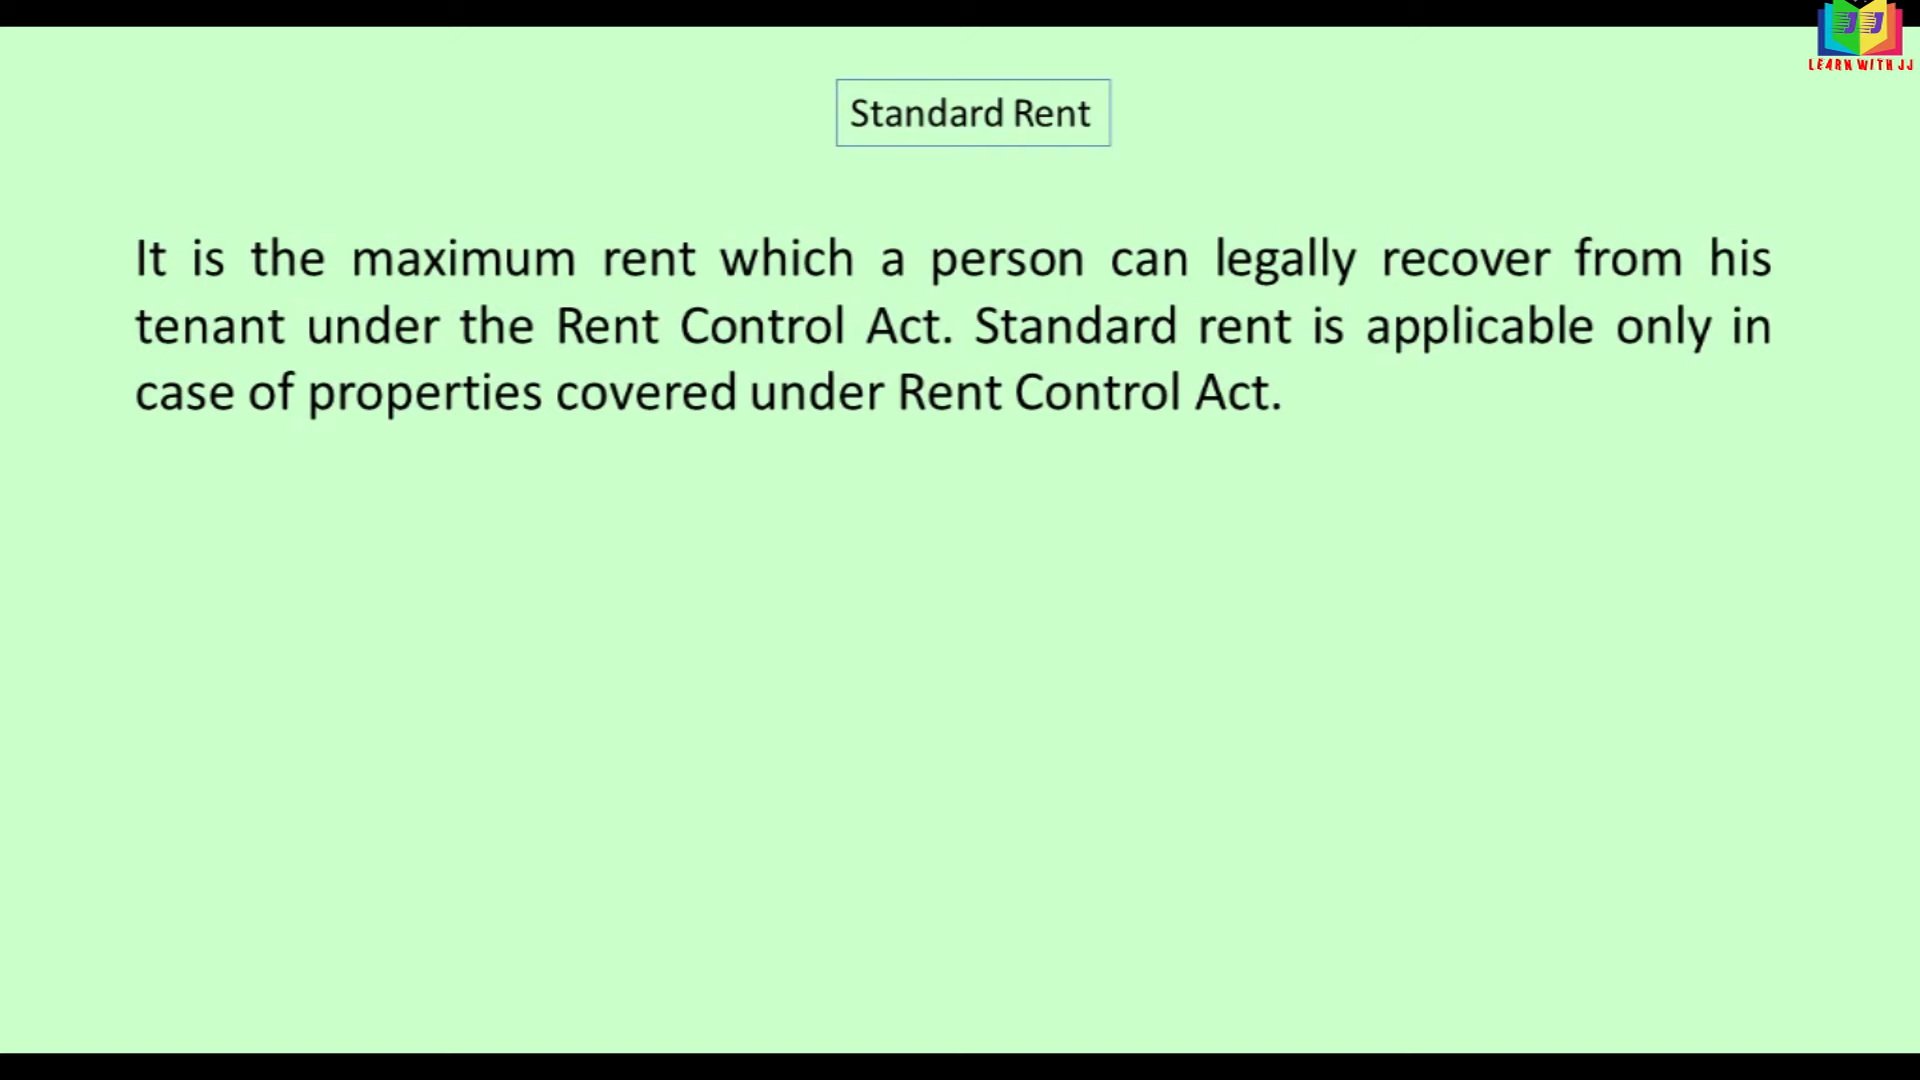 LEARN WITH JJ
Standard Rent
It is the maximum rent which a person can legally recover from his
tenant under the Rent Control Act. Standard rent is applicable only in
case of properties covered under Rent Control Act.